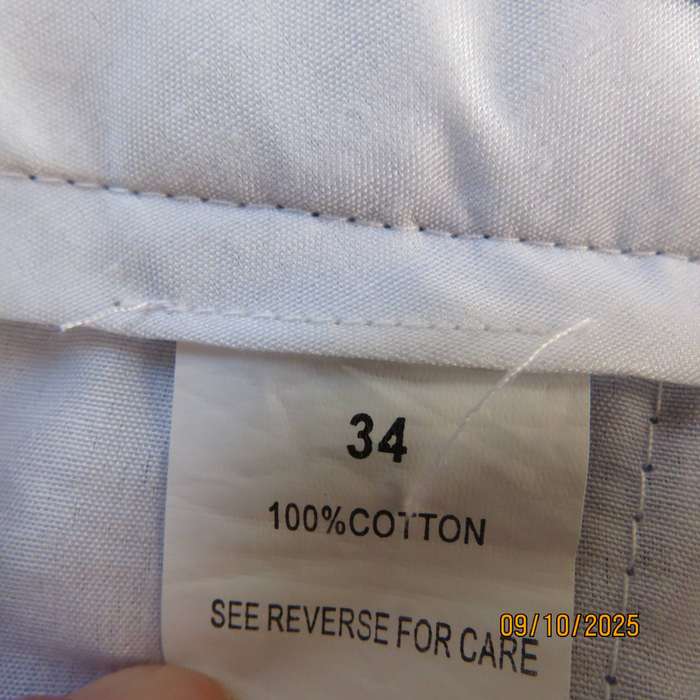 34
100%COTTON
SEE REVERSE FOR CARE
09/10/2025